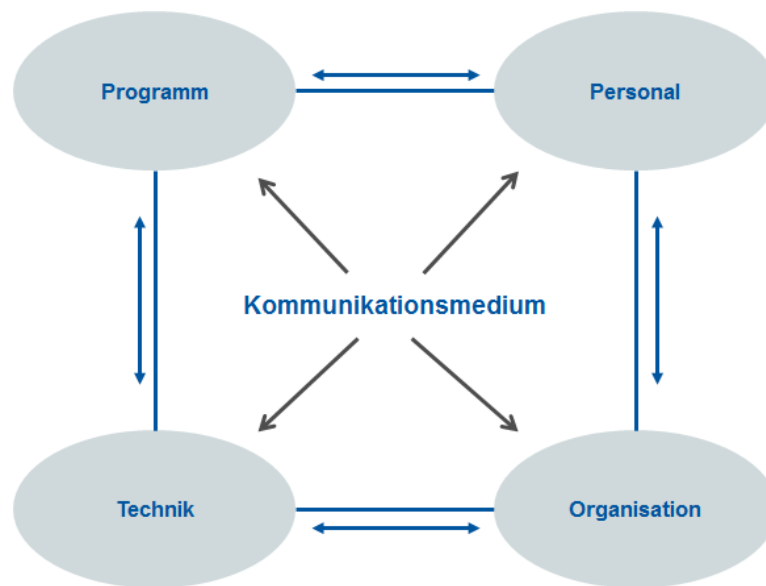 Programm
Personal
Kommunikationsmedium
Technik
Organisation